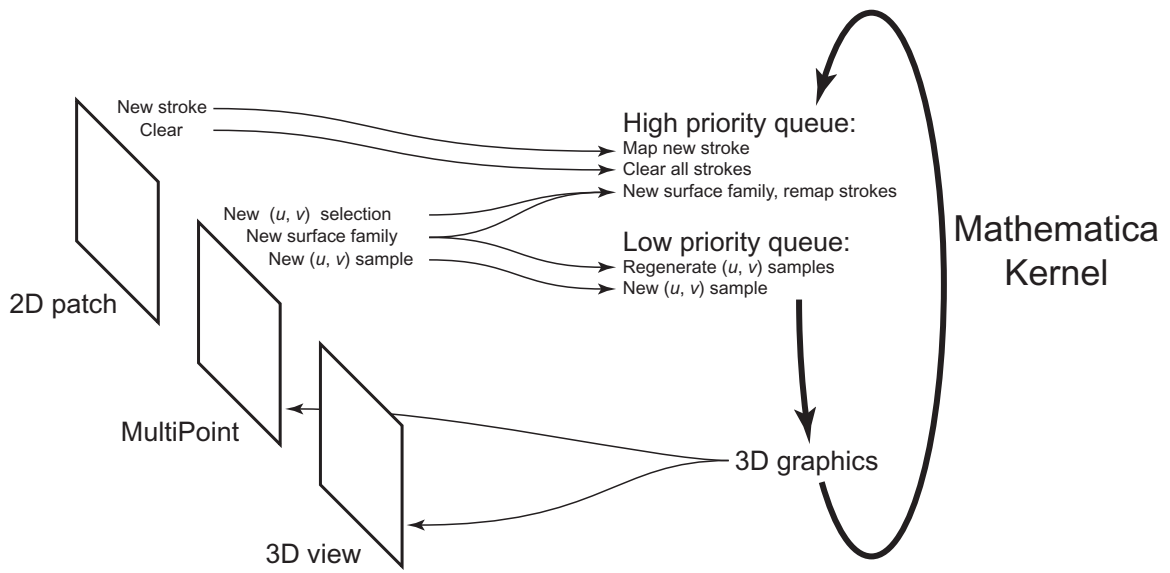 New stroke
Clear
2D patch
New (u, v) selection
New surface family
New (u, v) sample
MultiPoint
3D view
High priority queue:
Map new stroke
Clear all strokes
New surface family, remap strokes
Low priority queue:
Regenerate (u, v) samples
New (u, v) sample
3D graphics
Mathematica
Kernel